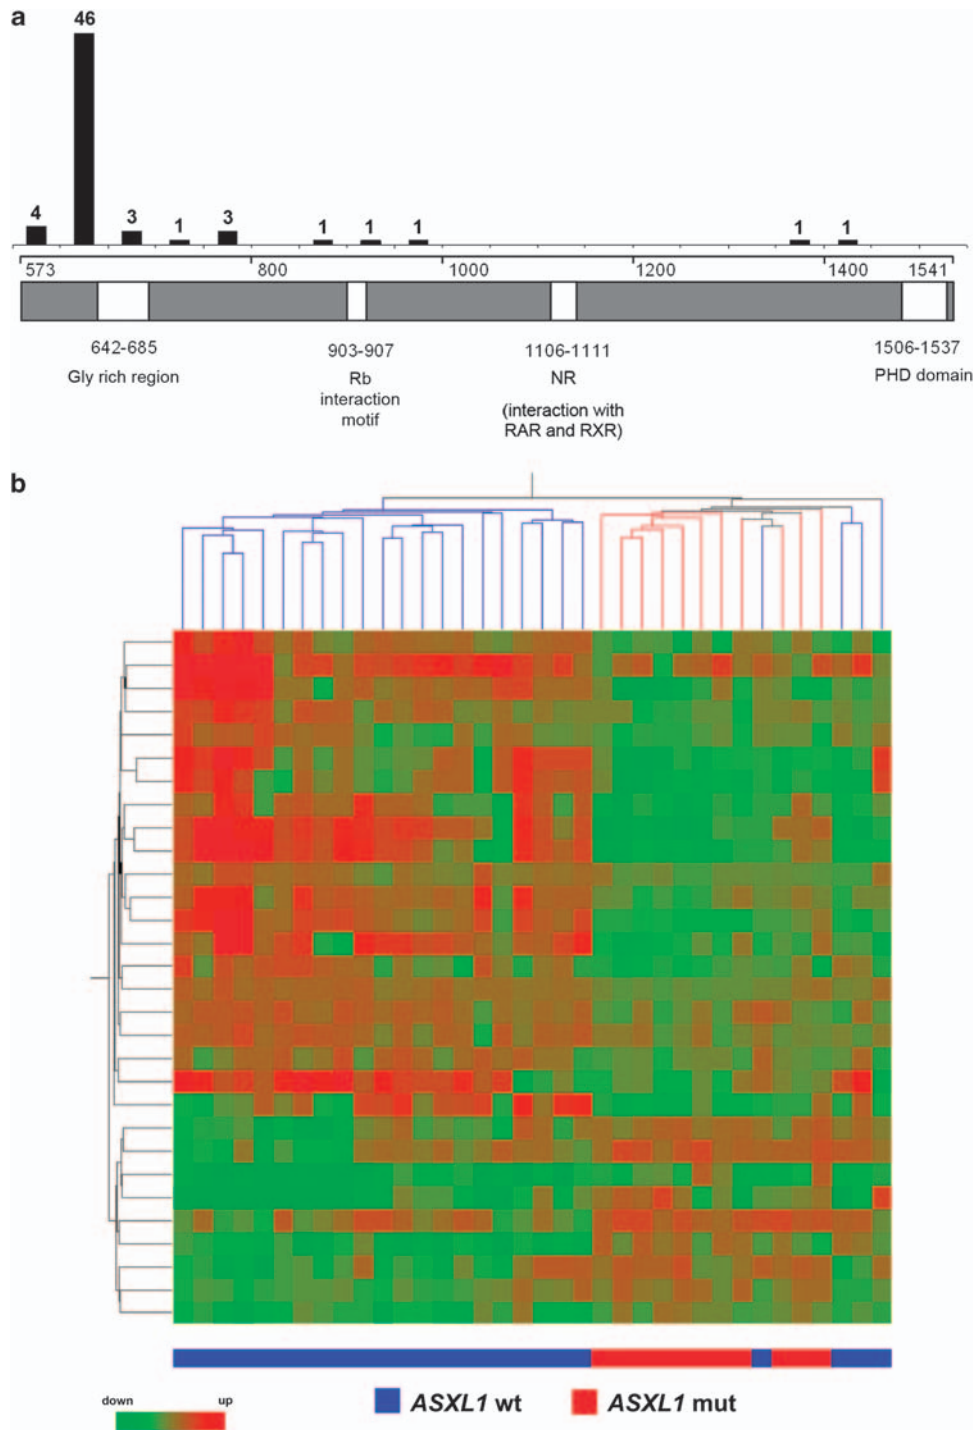 a
46
4 3 1 3 1 1 1 1 1
573 800 1000 1200 1400 1541
642-685 903-907 1106-1111 1506-1537
Gly rich region Rb NR PHD domain
interaction
motif
(interaction with
RAR and RXR)
b
down up
ASXL1 wt ASXL1 mut